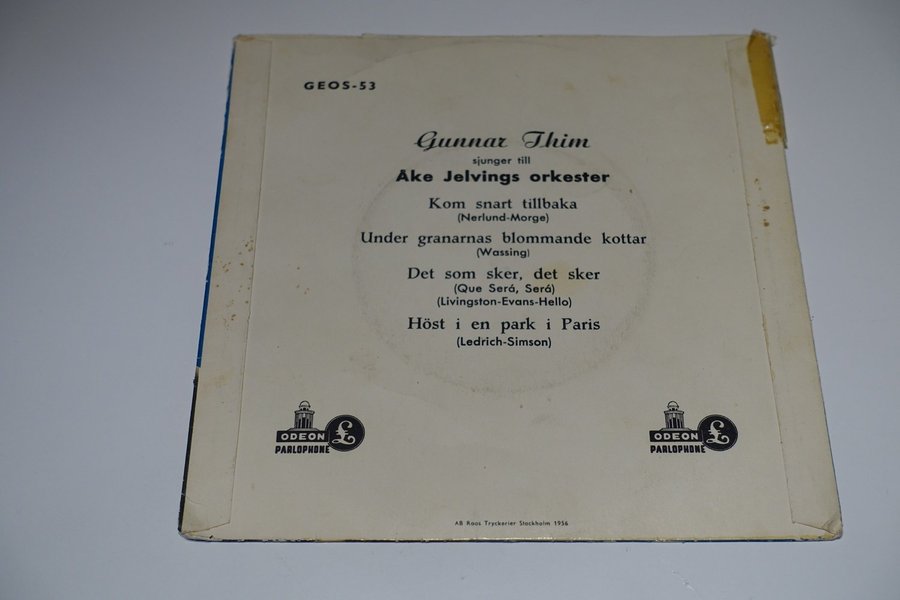 GEOS-53
Gunnar Thim
sjunger till
Åke Jelvings orkester
Kom snart tillbaka
(Nerlund-Morge)
Under granarnas blommande kottar
(Wassing)
Det som sker, det sker
(Que Será, Será)
(Livingston-Evans-Hello)
Höst i en park i Paris
(Ledrich-Simson)
ODEON £
PARLOPHONE
ODEON £
PARLOPHONE
AB Roos Tryckerier Stockholm 1956